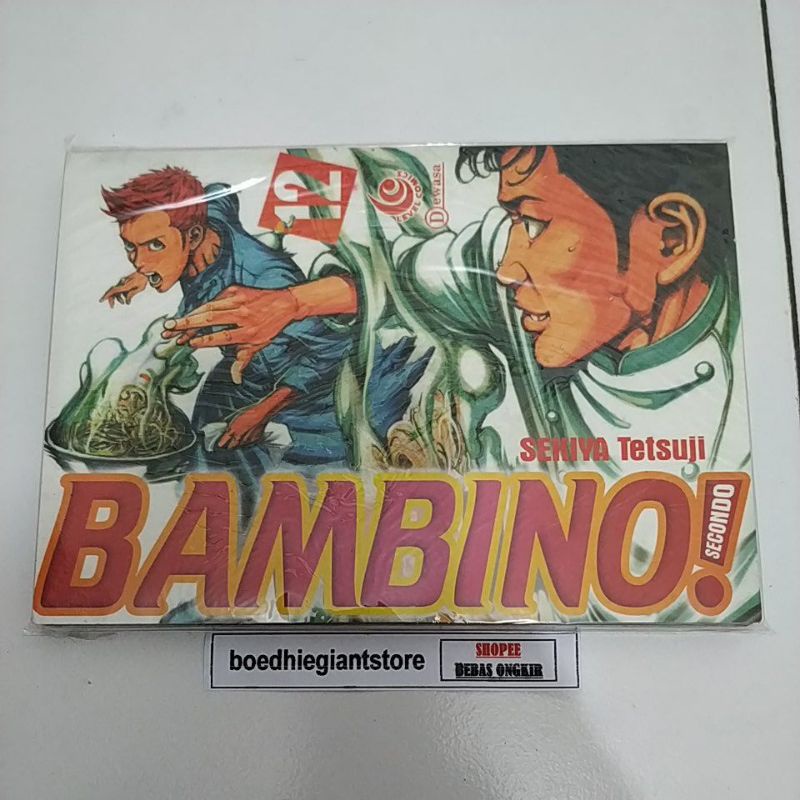 12
LEVEL COMICS
Dewasa
SEKIYA Tetsuji
BAMBINO!
SECONDO
boedhiegiantstore
SHOPEE
BEBAS ONGKIR